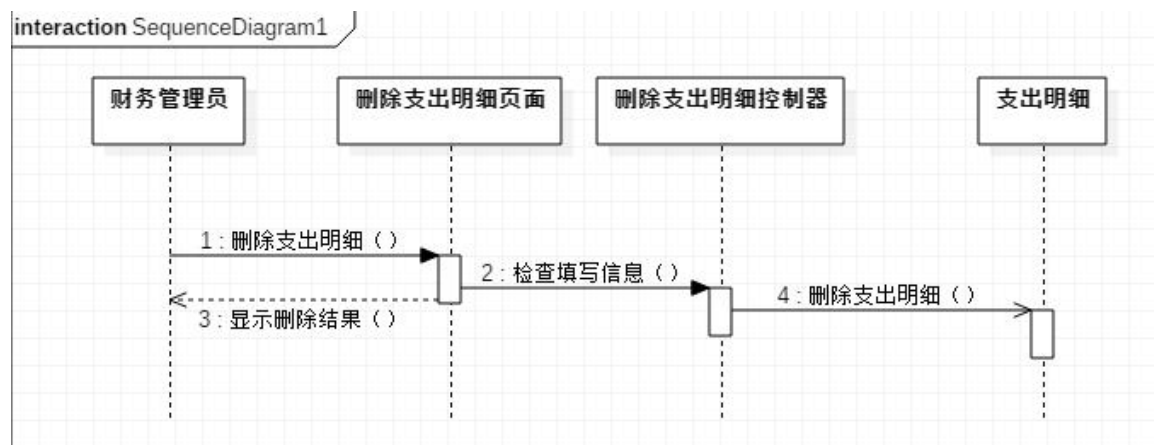 interaction SequenceDiagram1
财务管理员
删除支出明细页面
删除支出明细控制器
支出明细
1 : 删除支出明细（）
2 : 检查填写信息（）
4 : 删除支出明细（）
3 : 显示删除结果（）